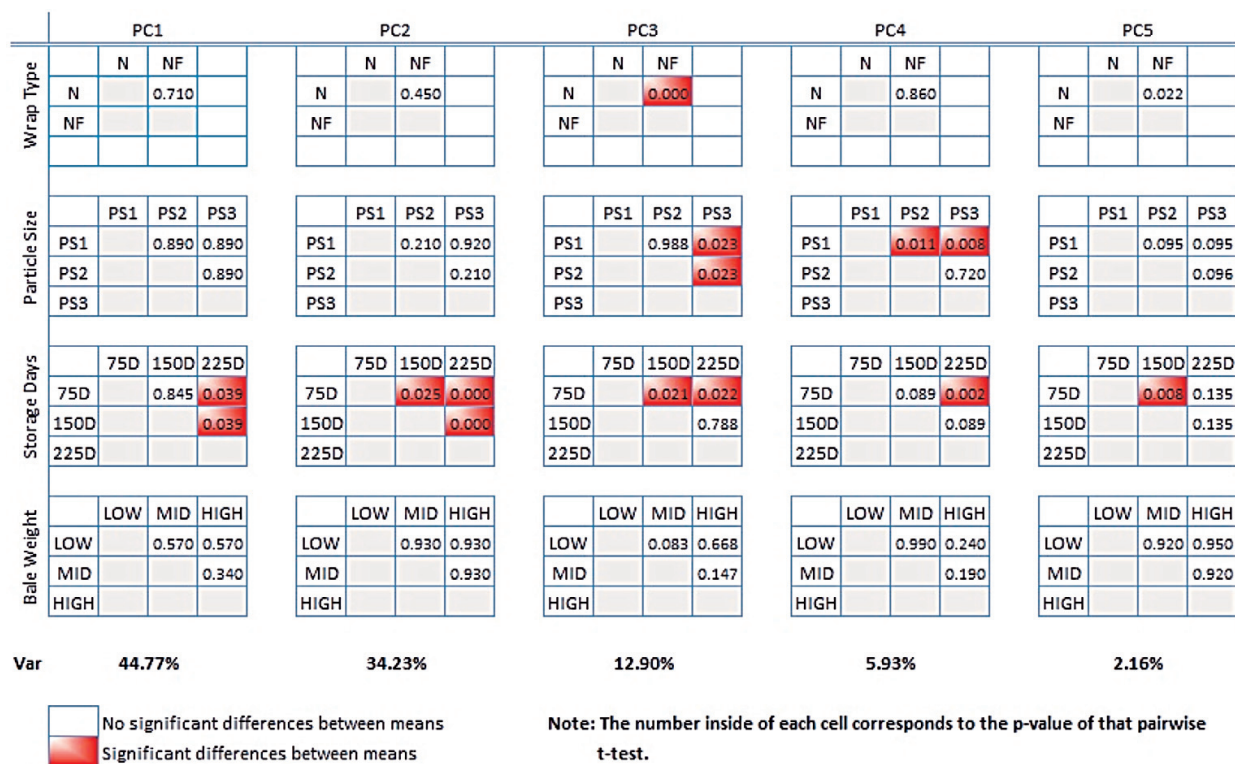 PC1 PC2 PC3 PC4 PC5
Wrap Type
N NF N NF N NF N NF N NF
N 0.710 N 0.450 N 0.000 N 0.860 N 0.022
NF NF NF NF NF
Particle Size
PS1 PS2 PS3 PS1 PS2 PS3 PS1 PS2 PS3 PS1 PS2 PS3 PS1 PS2 PS3
PS1 0.890 0.890 PS1 0.210 0.920 PS1 0.988 0.023 PS1 0.011 0.008 PS1 0.095 0.095
PS2 0.890 PS2 0.210 PS2 0.023 PS2 0.720 PS2 0.096
PS3 PS3 PS3 PS3 PS3
Storage Days
75D 150D 225D 75D 150D 225D 75D 150D 225D 75D 150D 225D 75D 150D 225D
75D 0.845 0.039 75D 0.025 0.000 75D 0.021 0.022 75D 0.089 0.002 75D 0.008 0.135
150D 0.039 150D 0.000 150D 0.788 150D 0.089 150D 0.135
225D 225D 225D 225D 225D
Bale Weight
LOW MID HIGH LOW MID HIGH LOW MID HIGH LOW MID HIGH LOW MID HIGH
LOW 0.570 0.570 LOW 0.930 0.930 LOW 0.083 0.668 LOW 0.990 0.240 LOW 0.920 0.950
MID 0.340 MID 0.930 MID 0.147 MID 0.190 MID 0.920
HIGH HIGH HIGH HIGH HIGH
Var 44.77% 34.23% 12.90% 5.93% 2.16%
No significant differences between means
Significant differences between means
Note: The number inside of each cell corresponds to the p-value of that pairwise
t-test.